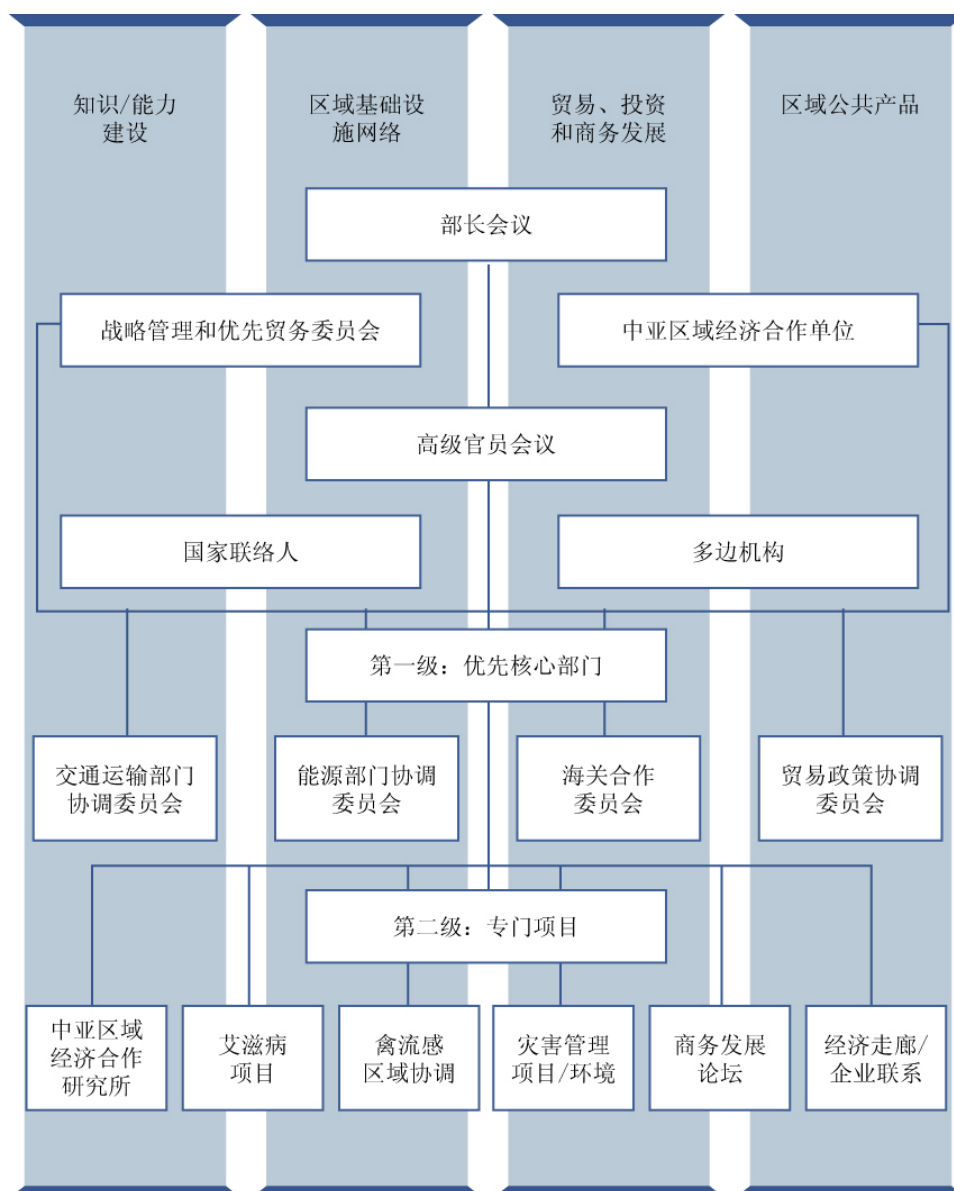 知识/能力
建设
区域基础设
施网络
贸易、投资
和商务发展
区域公共产品
部长会议
战略管理和优先贸务委员会
中亚区域经济合作单位
高级官员会议
国家联络人
多边机构
第一级：优先核心部门
交通运输部门
协调委员会
能源部门协调
委员会
海关合作
委员会
贸易政策协调
委员会
第二级：专门项目
中亚区域
经济合作
研究所
艾滋病
项目
禽流感
区域协调
灾害管理
项目/环境
商务发展
论坛
经济走廊/
企业联系